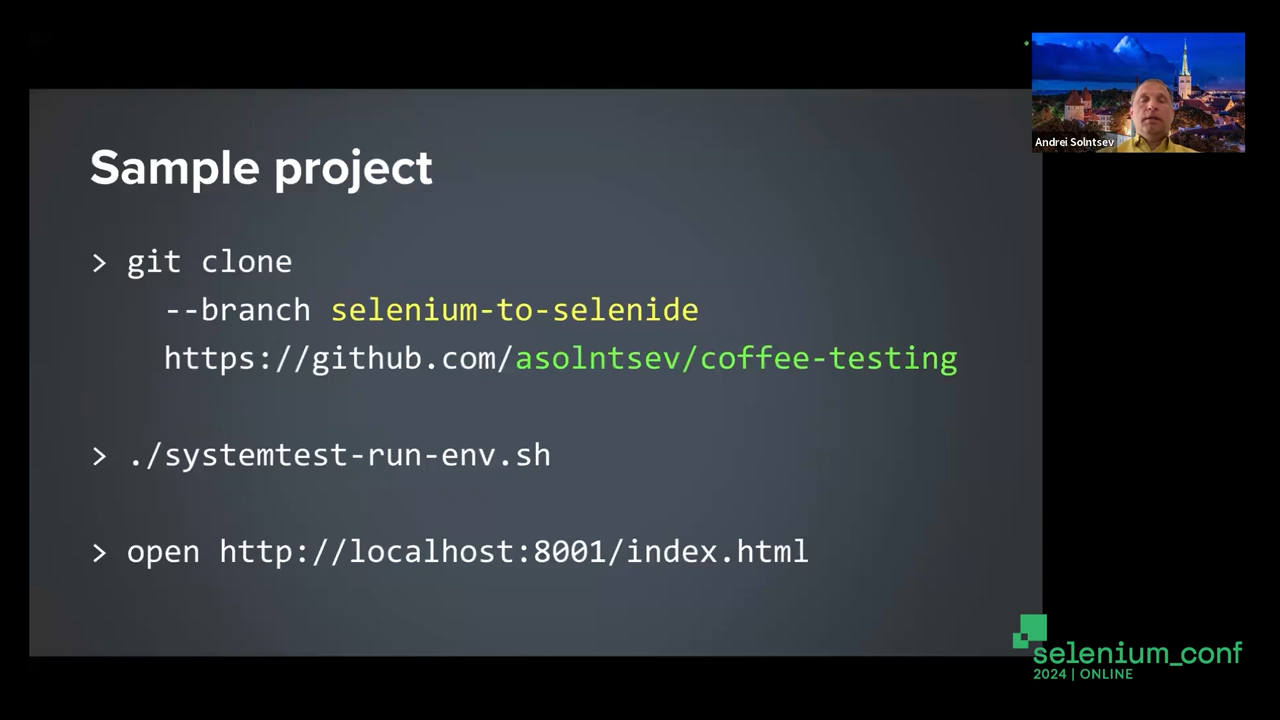 Sample project
> git clone
--branch selenium-to-selenide
https://github.com/asolntsev/coffee-testing
> ./systemtest-run-env.sh
> open http://localhost:8001/index.html
Andrei Solntsev
selenium_conf
2024 | ONLINE